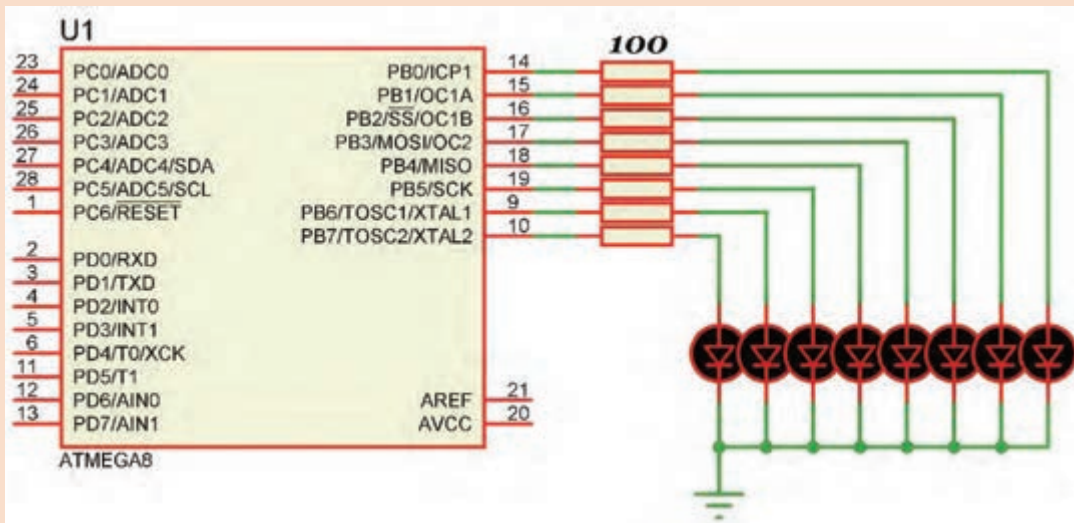 U1
23 PC0/ADC0
24 PC1/ADC1
25 PC2/ADC2
26 PC3/ADC3
27 PC4/ADC4/SDA
28 PC5/ADC5/SCL
1 PC6/RESET
2 PD0/RXD
3 PD1/TXD
4 PD2/INT0
5 PD3/INT1
6 PD4/T0/XCK
11 PD5/T1
12 PD6/AIN0
13 PD7/AIN1
PB0/ICP1 14
PB1/OC1A 15
PB2/SS/OC1B 16
PB3/MOSI/OC2 17
PB4/MISO 18
PB5/SCK 19
PB6/TOSC1/XTAL1 9
PB7/TOSC2/XTAL2 10
AREF 21
AVCC 20
ATMEGA8
100